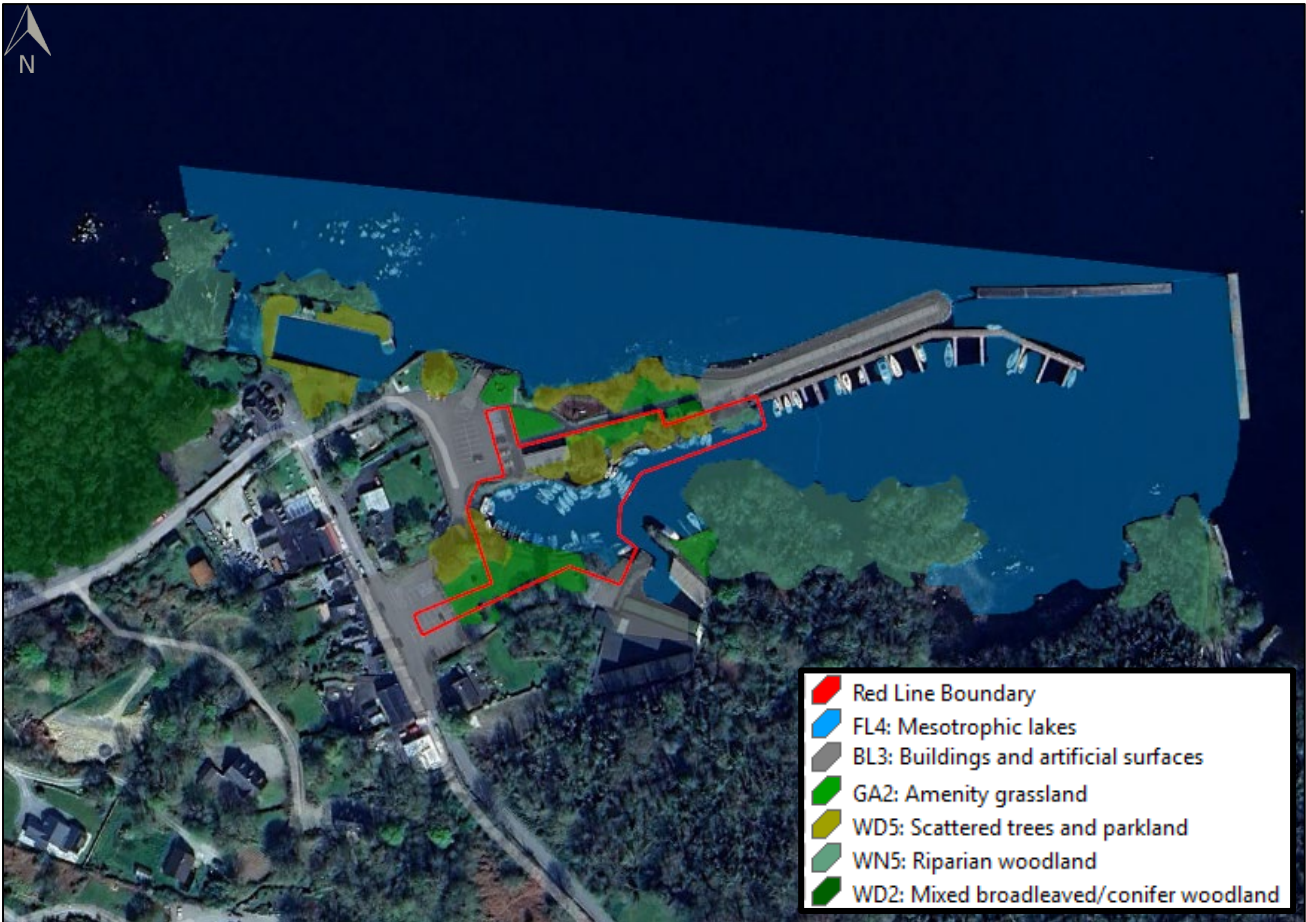 N
Red Line Boundary
FL4: Mesotrophic lakes
BL3: Buildings and artificial surfaces
GA2: Amenity grassland
WD5: Scattered trees and parkland
WN5: Riparian woodland
WD2: Mixed broadleaved/conifer woodland